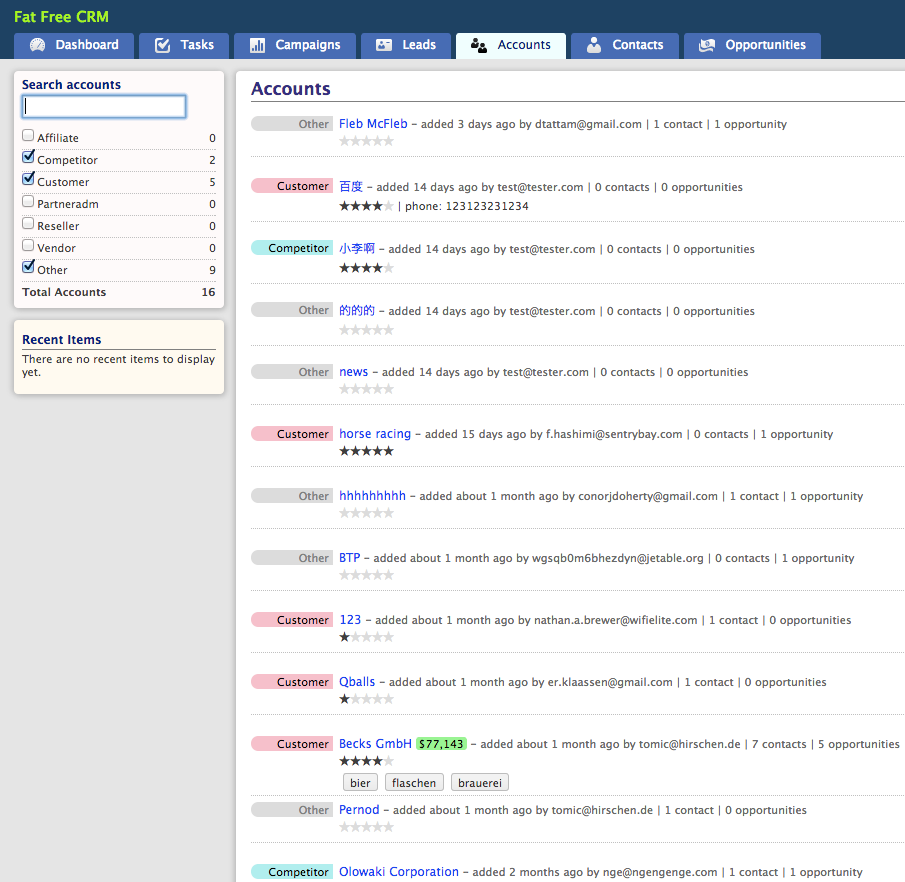 Fat Free CRM
Dashboard Tasks Campaigns Leads Accounts Contacts Opportunities
Search accounts
Affiliate 0
Competitor 2
Customer 5
Partneradm 0
Reseller 0
Vendor 0
Other 9
Total Accounts 16
Recent Items
There are no recent items to display
yet.
Accounts
Other Fleb McFleb – added 3 days ago by dtattam@gmail.com | 1 contact | 1 opportunity
★★★★★
Customer 百度 – added 14 days ago by test@tester.com | 0 contacts | 0 opportunities
★★★★★ | phone: 123123231234
Competitor 小季啊 – added 14 days ago by test@tester.com | 0 contacts | 0 opportunities
★★★★★
Other 的的的 – added 14 days ago by test@tester.com | 0 contacts | 0 opportunities
★★★★★
Other news – added 14 days ago by test@tester.com | 0 contacts | 0 opportunities
★★★★★
Customer horse racing – added 15 days ago by f.hashimi@sentrybay.com | 0 contacts | 1 opportunity
★★★★★
Other hhhhhhhhh – added about 1 month ago by conorjdoherty@gmail.com | 1 contact | 1 opportunity
★★★★★
Other BTP – added about 1 month ago by wgsqb0m6bhezdyn@jetable.org | 0 contacts | 1 opportunity
★★★★★
Customer 123 – added about 1 month ago by nathan.a.brewer@wifielite.com | 1 contact | 0 opportunities
★★★★★
Customer Qballs – added about 1 month ago by er.klaassen@gmail.com | 1 contact | 0 opportunities
★★★★★
Customer Becks GmbH $77,143 – added about 1 month ago by tomic@hirschen.de | 7 contacts | 5 opportunities
★★★★★
bier flaschen brauerei
Other Pernod – added about 1 month ago by tomic@hirschen.de | 1 contact | 0 opportunities
★★★★★
Competitor Olowaki Corporation – added 2 months ago by nge@ngengenge.com | 1 contact | 1 opportunity